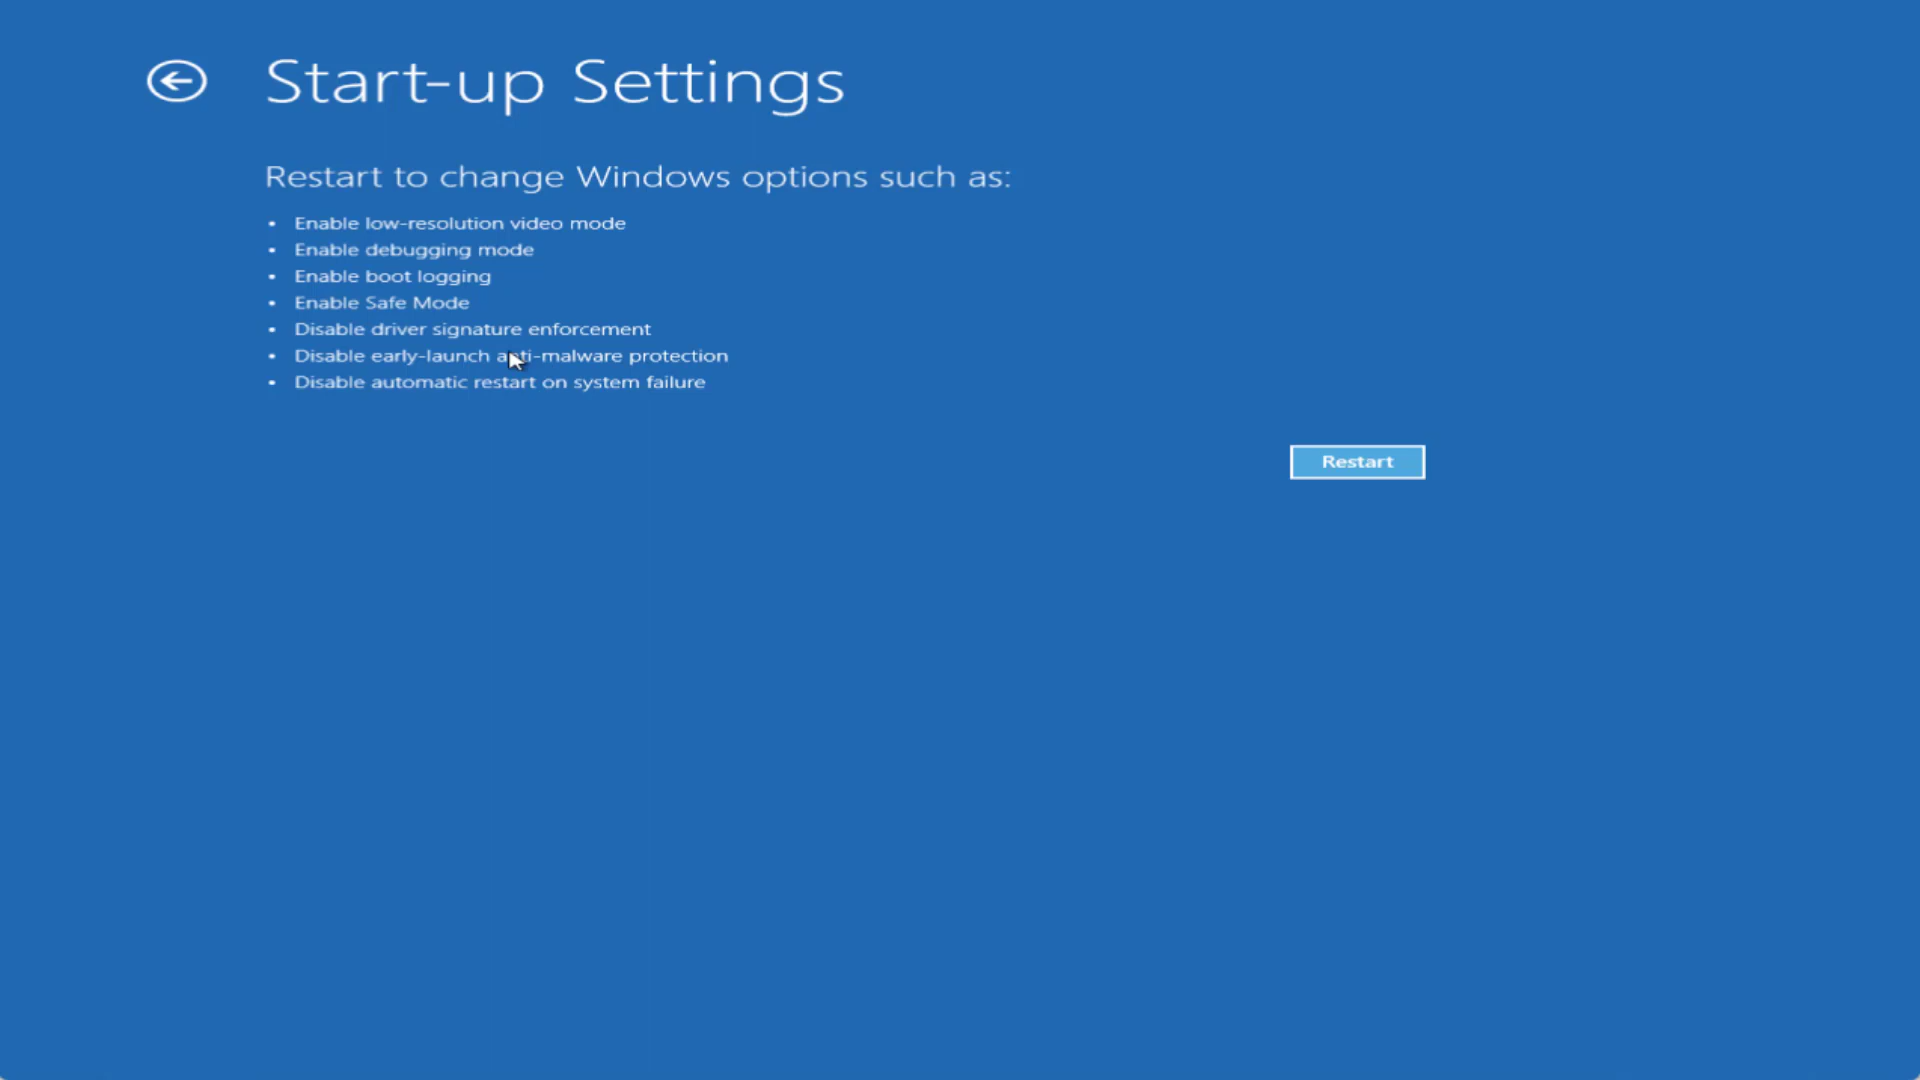 Start-up Settings
Restart to change Windows options such as:
• Enable low-resolution video mode
• Enable debugging mode
• Enable boot logging
• Enable Safe Mode
• Disable driver signature enforcement
• Disable early-launch anti-malware protection
• Disable automatic restart on system failure
Restart